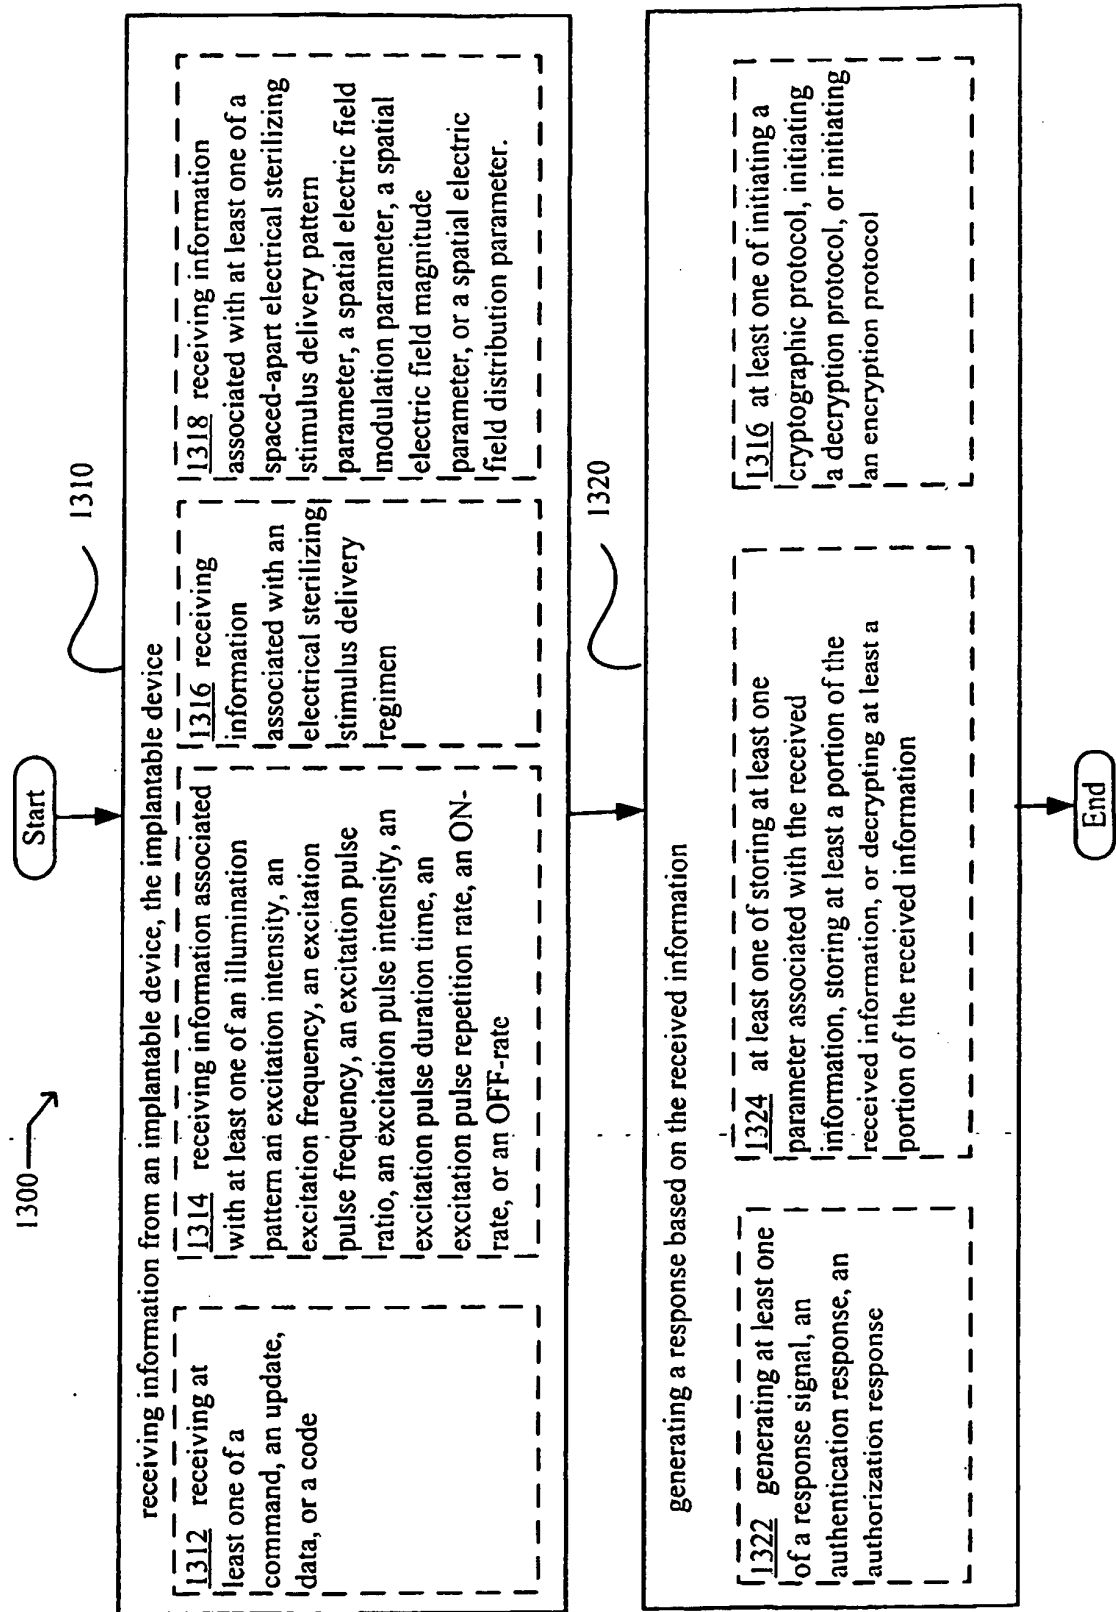 1300
Start
1310
receiving information from an implantable device, the implantable device
1312 receiving at
least one of a
command, an update,
data, or a code
1314 receiving information associated
with at least one of an illumination
pattern an excitation intensity, an
excitation frequency, an excitation
pulse frequency, an excitation pulse
ratio, an excitation pulse intensity, an
excitation pulse duration time, an
excitation pulse repetition rate, an ON-
rate, or an OFF-rate
1316 receiving
information
associated with an
electrical sterilizing
stimulus delivery
regimen
1318 receiving information
associated with at least one of a
spaced-apart electrical sterilizing
stimulus delivery pattern
parameter, a spatial electric field
modulation parameter, a spatial
electric field magnitude
parameter, or a spatial electric
field distribution parameter.
1320
generating a response based on the received information
1322 generating at least one
of a response signal, an
authentication response, an
authorization response
1324 at least one of storing at least one
parameter associated with the received
information, storing at least a portion of the
received information, or decrypting at least a
portion of the received information
1316 at least one of initiating a
cryptographic protocol, initiating
a decryption protocol, or initiating
an encryption protocol
End